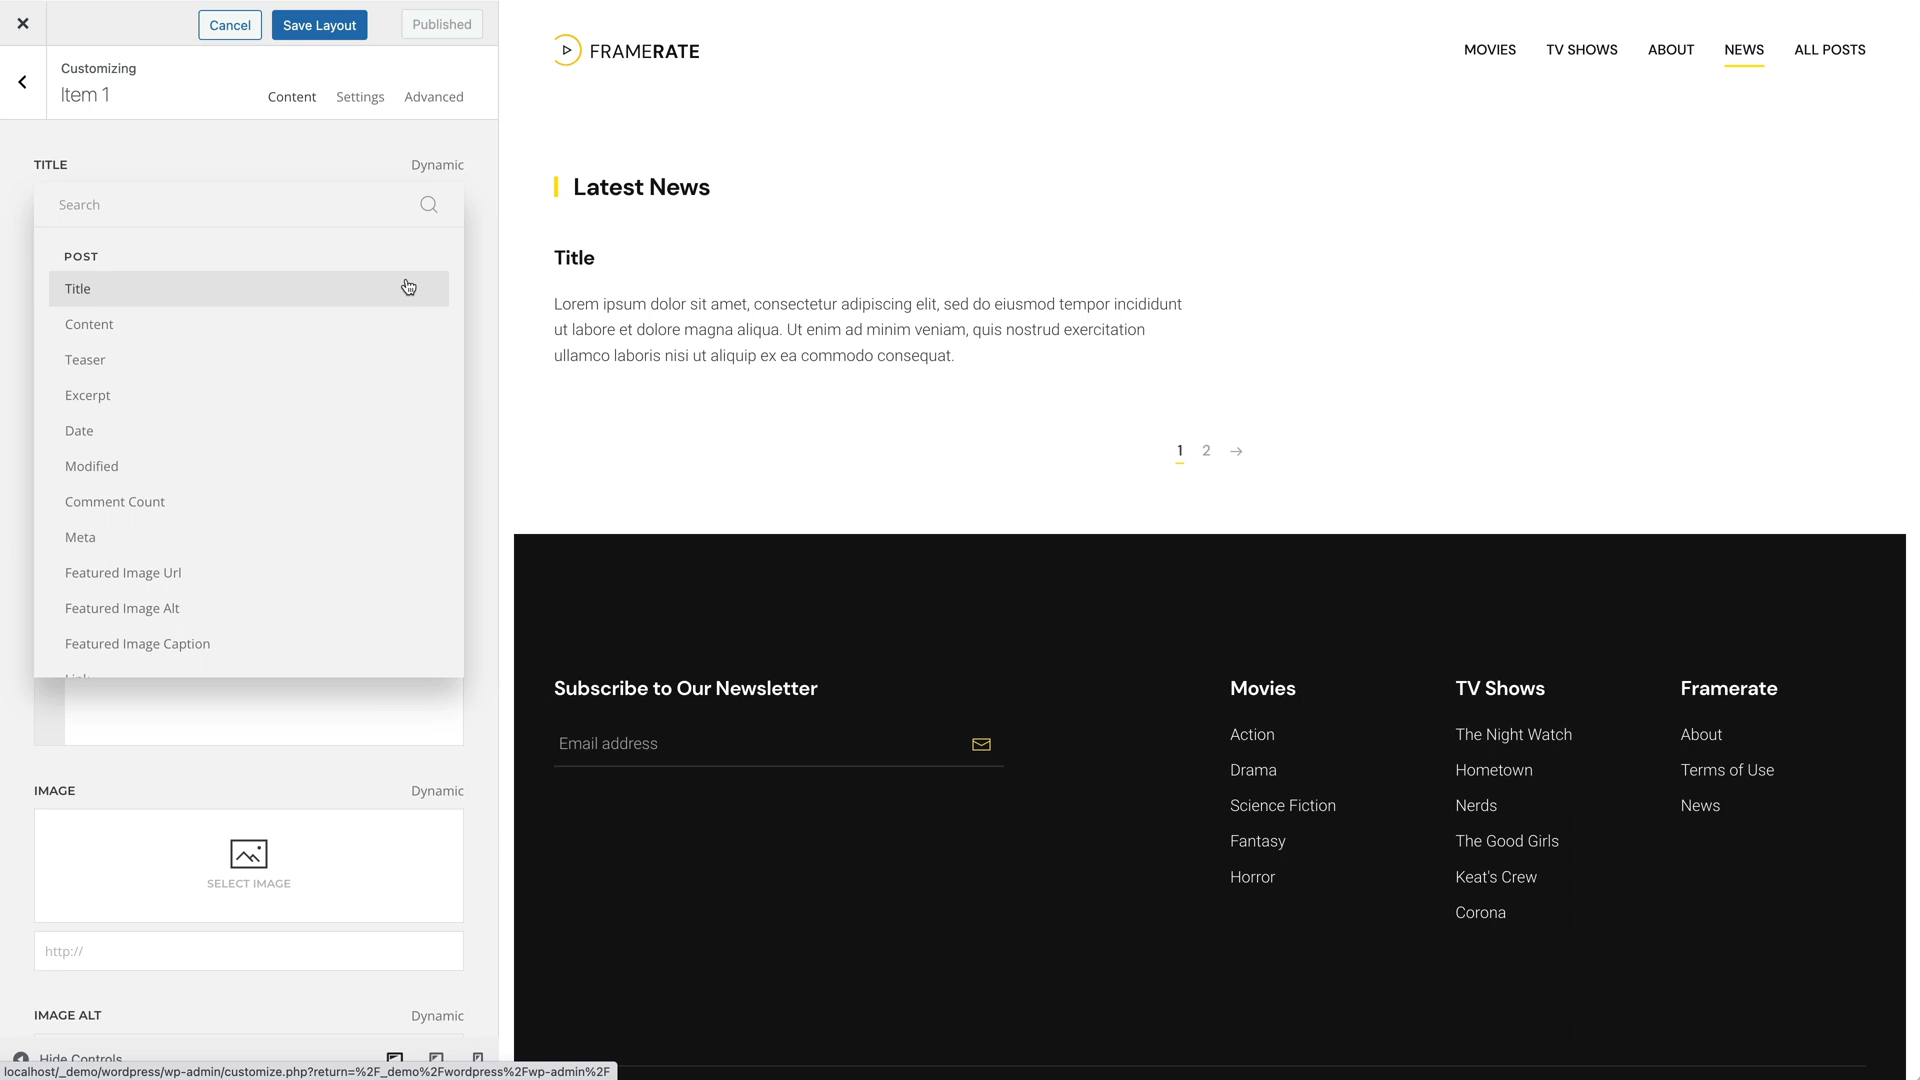 Cancel
Save Layout
Published
Customizing
Item 1
Content
Settings
Advanced
TITLE
Dynamic
Search
POST
Title
Content
Teaser
Excerpt
Date
Modified
Comment Count
Meta
Featured Image Url
Featured Image Alt
Featured Image Caption
IMAGE
Dynamic
SELECT IMAGE
http://
IMAGE ALT
Dynamic
Hide Controls
localhost/_demo/wordpress/wp-admin/customize.php?return=%2F_demo%2Fwordpress%2Fwp-admin%2F
FRAMERATE
MOVIES
TV SHOWS
ABOUT
NEWS
ALL POSTS
Latest News
Title
Lorem ipsum dolor sit amet, consectetur adipiscing elit, sed do eiusmod tempor incididunt
ut labore et dolore magna aliqua. Ut enim ad minim veniam, quis nostrud exercitation
ullamco laboris nisi ut aliquip ex ea commodo consequat.
1 2
Subscribe to Our Newsletter
Email address
Movies
Action
Drama
Science Fiction
Fantasy
Horror
TV Shows
The Night Watch
Hometown
Nerds
The Good Girls
Keat's Crew
Corona
Framerate
About
Terms of Use
News